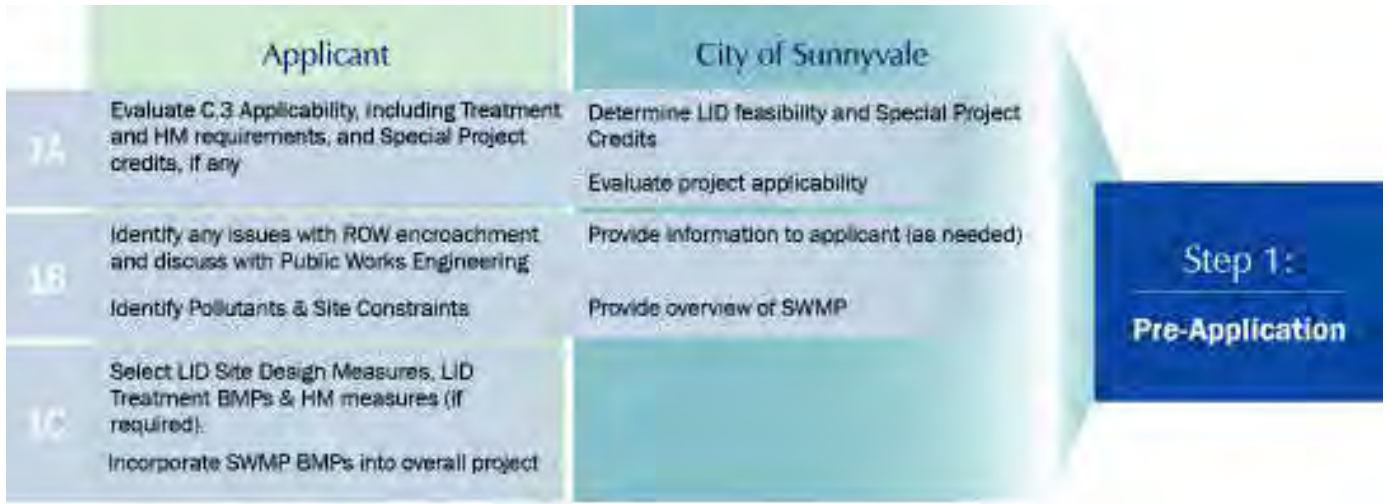 Applicant
City of Sunnyvale
1A
Evaluate C.3 Applicability, including Treatment
and HM requirements, and Special Project
credits, if any
Determine LID feasibility and Special Project
Credits
Evaluate project applicability
1B
Identify any issues with ROW encroachment
and discuss with Public Works Engineering
Identify Pollutants & Site Constraints
Provide information to applicant (as needed)
Provide overview of SWMP
1C
Select LID Site Design Measures, LID
Treatment BMPs & HM measures (if
required).
Incorporate SWMP BMPs into overall project
Step 1:
Pre-Application